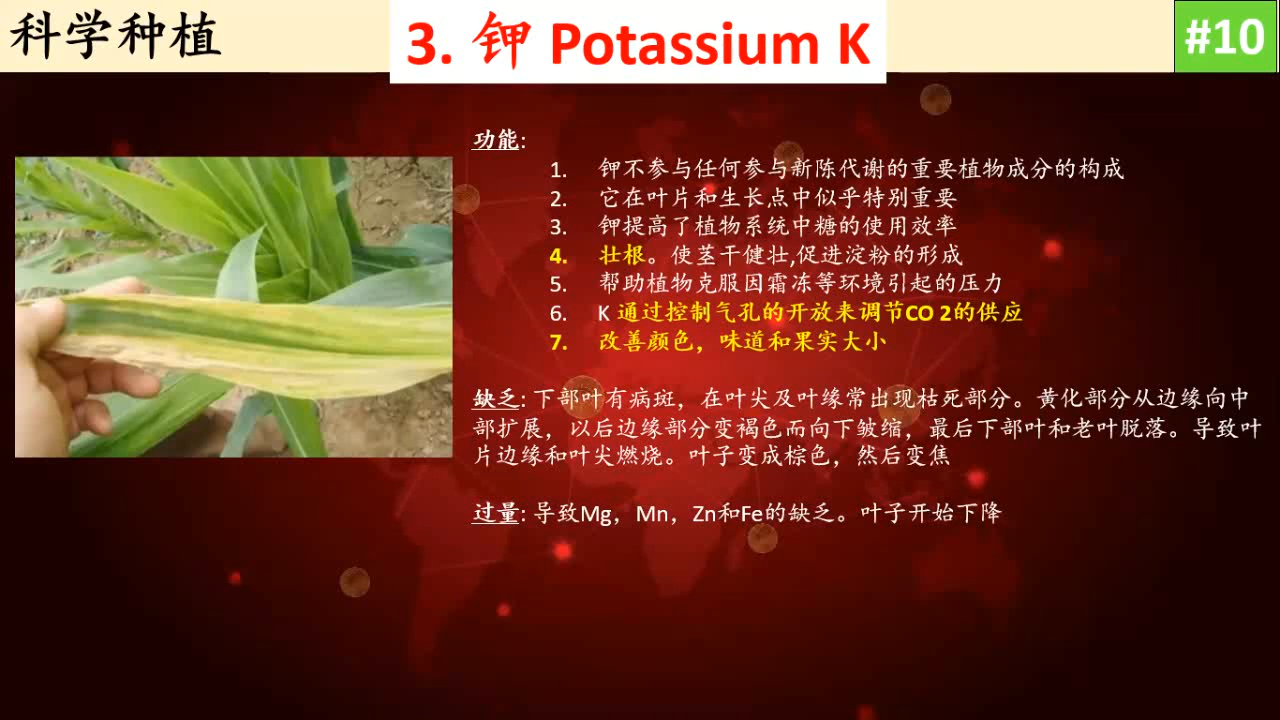 科学种植
3. 钾 Potassium K
#10
功能:
1. 钾不参与任何参与新陈代谢的重要植物成分的构成
2. 它在叶片和生长点中似乎特别重要
3. 钾提高了植物系统中糖的使用效率
4. 壮根。使茎干健壮,促进淀粉的形成
5. 帮助植物克服因霜冻等环境引起的压力
6. K 通过控制气孔的开放来调节CO 2的供应
7. 改善颜色，味道和果实大小
缺乏: 下部叶有病斑，在叶尖及叶缘常出现枯死部分。黄化部分从边缘向中
部扩展，以后边缘部分变褐色而向下皱缩，最后下部叶和老叶脱落。导致叶
片边缘和叶尖燃烧。叶子变成棕色，然后变焦
过量: 导致Mg，Mn，Zn和Fe的缺乏。叶子开始下降